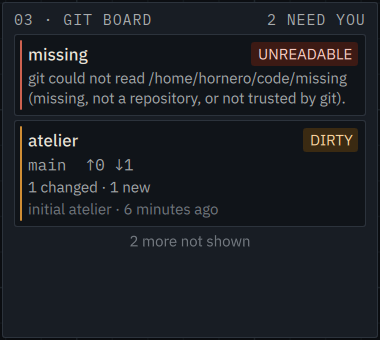 03 · GIT BOARD 2 NEED YOU
missing UNREADABLE
git could not read /home/hornero/code/missing
(missing, not a repository, or not trusted by git).
atelier DIRTY
main ↑0 ↓1
1 changed · 1 new
initial atelier · 6 minutes ago
2 more not shown